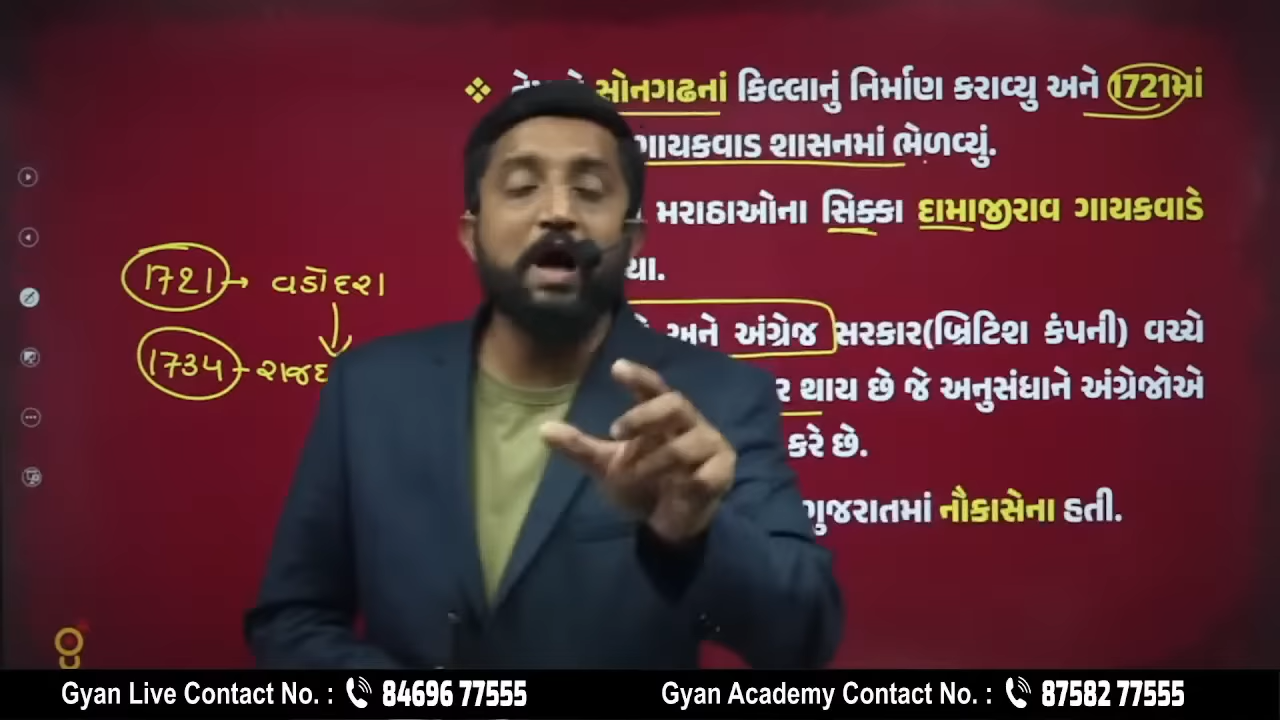 સોનગઢનાં કિલ્લાનું નિર્માણ કરાવ્યુ અને 1721માં
ગાયકવાડ શાસનમાં ભેળવ્યું.
મરાઠાઓના સિક્કા દામાજીરાવ ગાયકવાડે
1721 → વડોદરા
અને અંગ્રેજ સરકાર(બ્રિટિશ કંપની) વચ્ચે
1734 - 
થાય છે જે અનુસંધાને અંગ્રેજોએ
કરે છે.
ગુજરાતમાં નૌકાસેના હતી.
Gyan Live Contact No. : 84696 77555
Gyan Academy Contact No. : 87582 77555